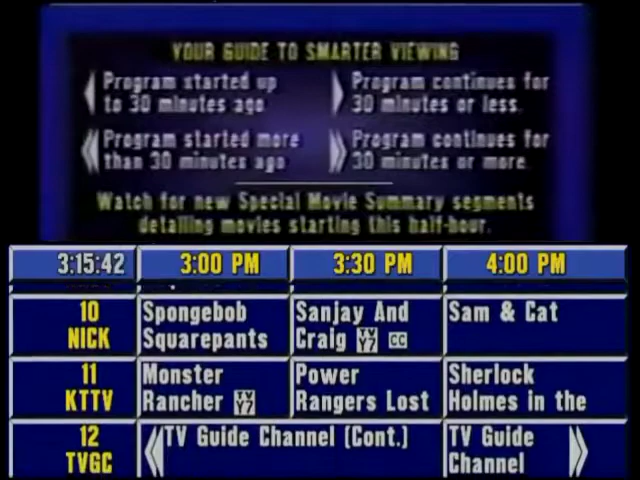 YOUR GUIDE TO SMARTER VIEWING
Program started up
to 30 minutes ago
Program continues for
30 minutes or less.
Program started more
than 30 minutes ago
Program continues for
30 minutes or more.
Watch for new Special Movie Summary segments
detailing movies starting this half-hour.
3:15:42 3:00 PM 3:30 PM 4:00 PM
10
NICK
Spongebob
Squarepants
Sanjay And
Craig TV Y7 CC
Sam & Cat
11
KTTV
Monster
Rancher TV Y7
Power
Rangers Lost
Sherlock
Holmes in the
12
TVGC
TV Guide Channel (Cont.)
TV Guide
Channel